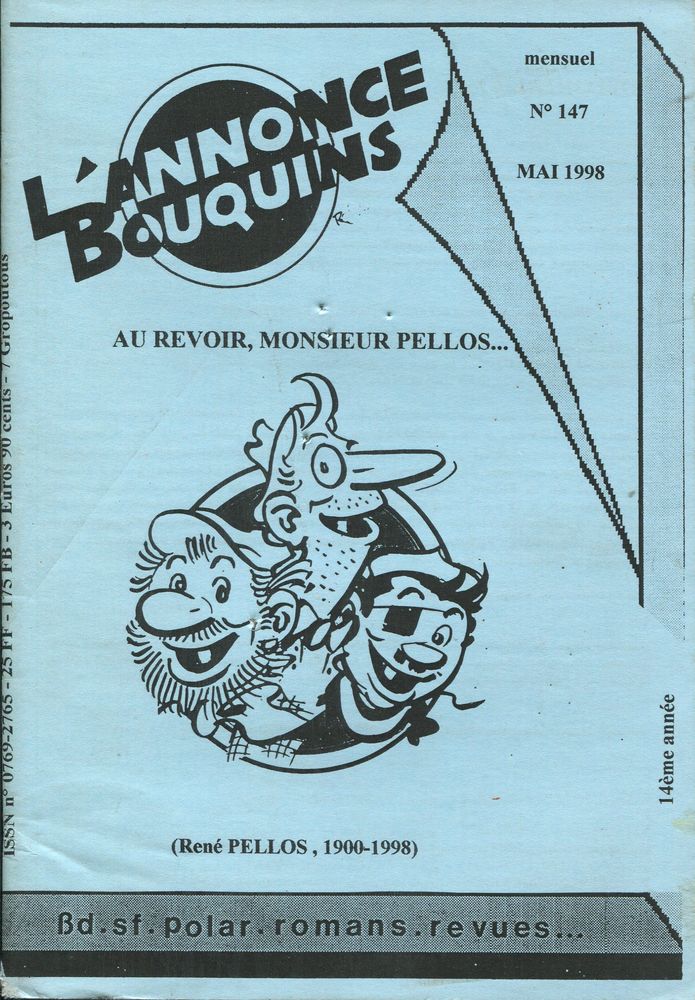 L'ANNONCE
BOUQUINS
mensuel
N° 147
MAI 1998
AU REVOIR, MONSIEUR PELLOS...
ISSN n° 0769-2765 - 25 FF - 175 FB - 3 Euros 90 cents - 7 Gropoutous
14ème année
(René PELLOS , 1900-1998)
ßd.sf.polar.romans.revues...